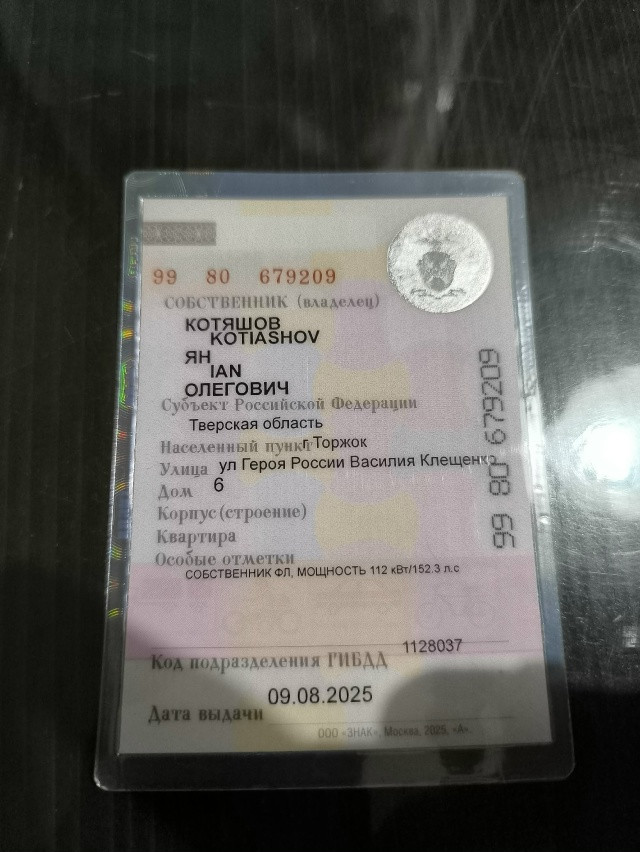 99 80 679209
СОБСТВЕННИК (владелец)
КОТЯШОВ
KOTIASHOV
ЯН
IAN
ОЛЕГОВИЧ
Субъект Российской Федерации
Тверская область
Населенный пункт г Торжок
Улица ул Героя России Василия Клещенко
Дом 6
Корпус (строение)
Квартира
Особые отметки
СОБСТВЕННИК ФЛ, МОЩНОСТЬ 112 кВт/152.3 л.с
1128037
Код подразделения ГИБДД
09.08.2025
Дата выдачи
ООО «ЗНАК», Москва, 2025, «А».
99 80 679209